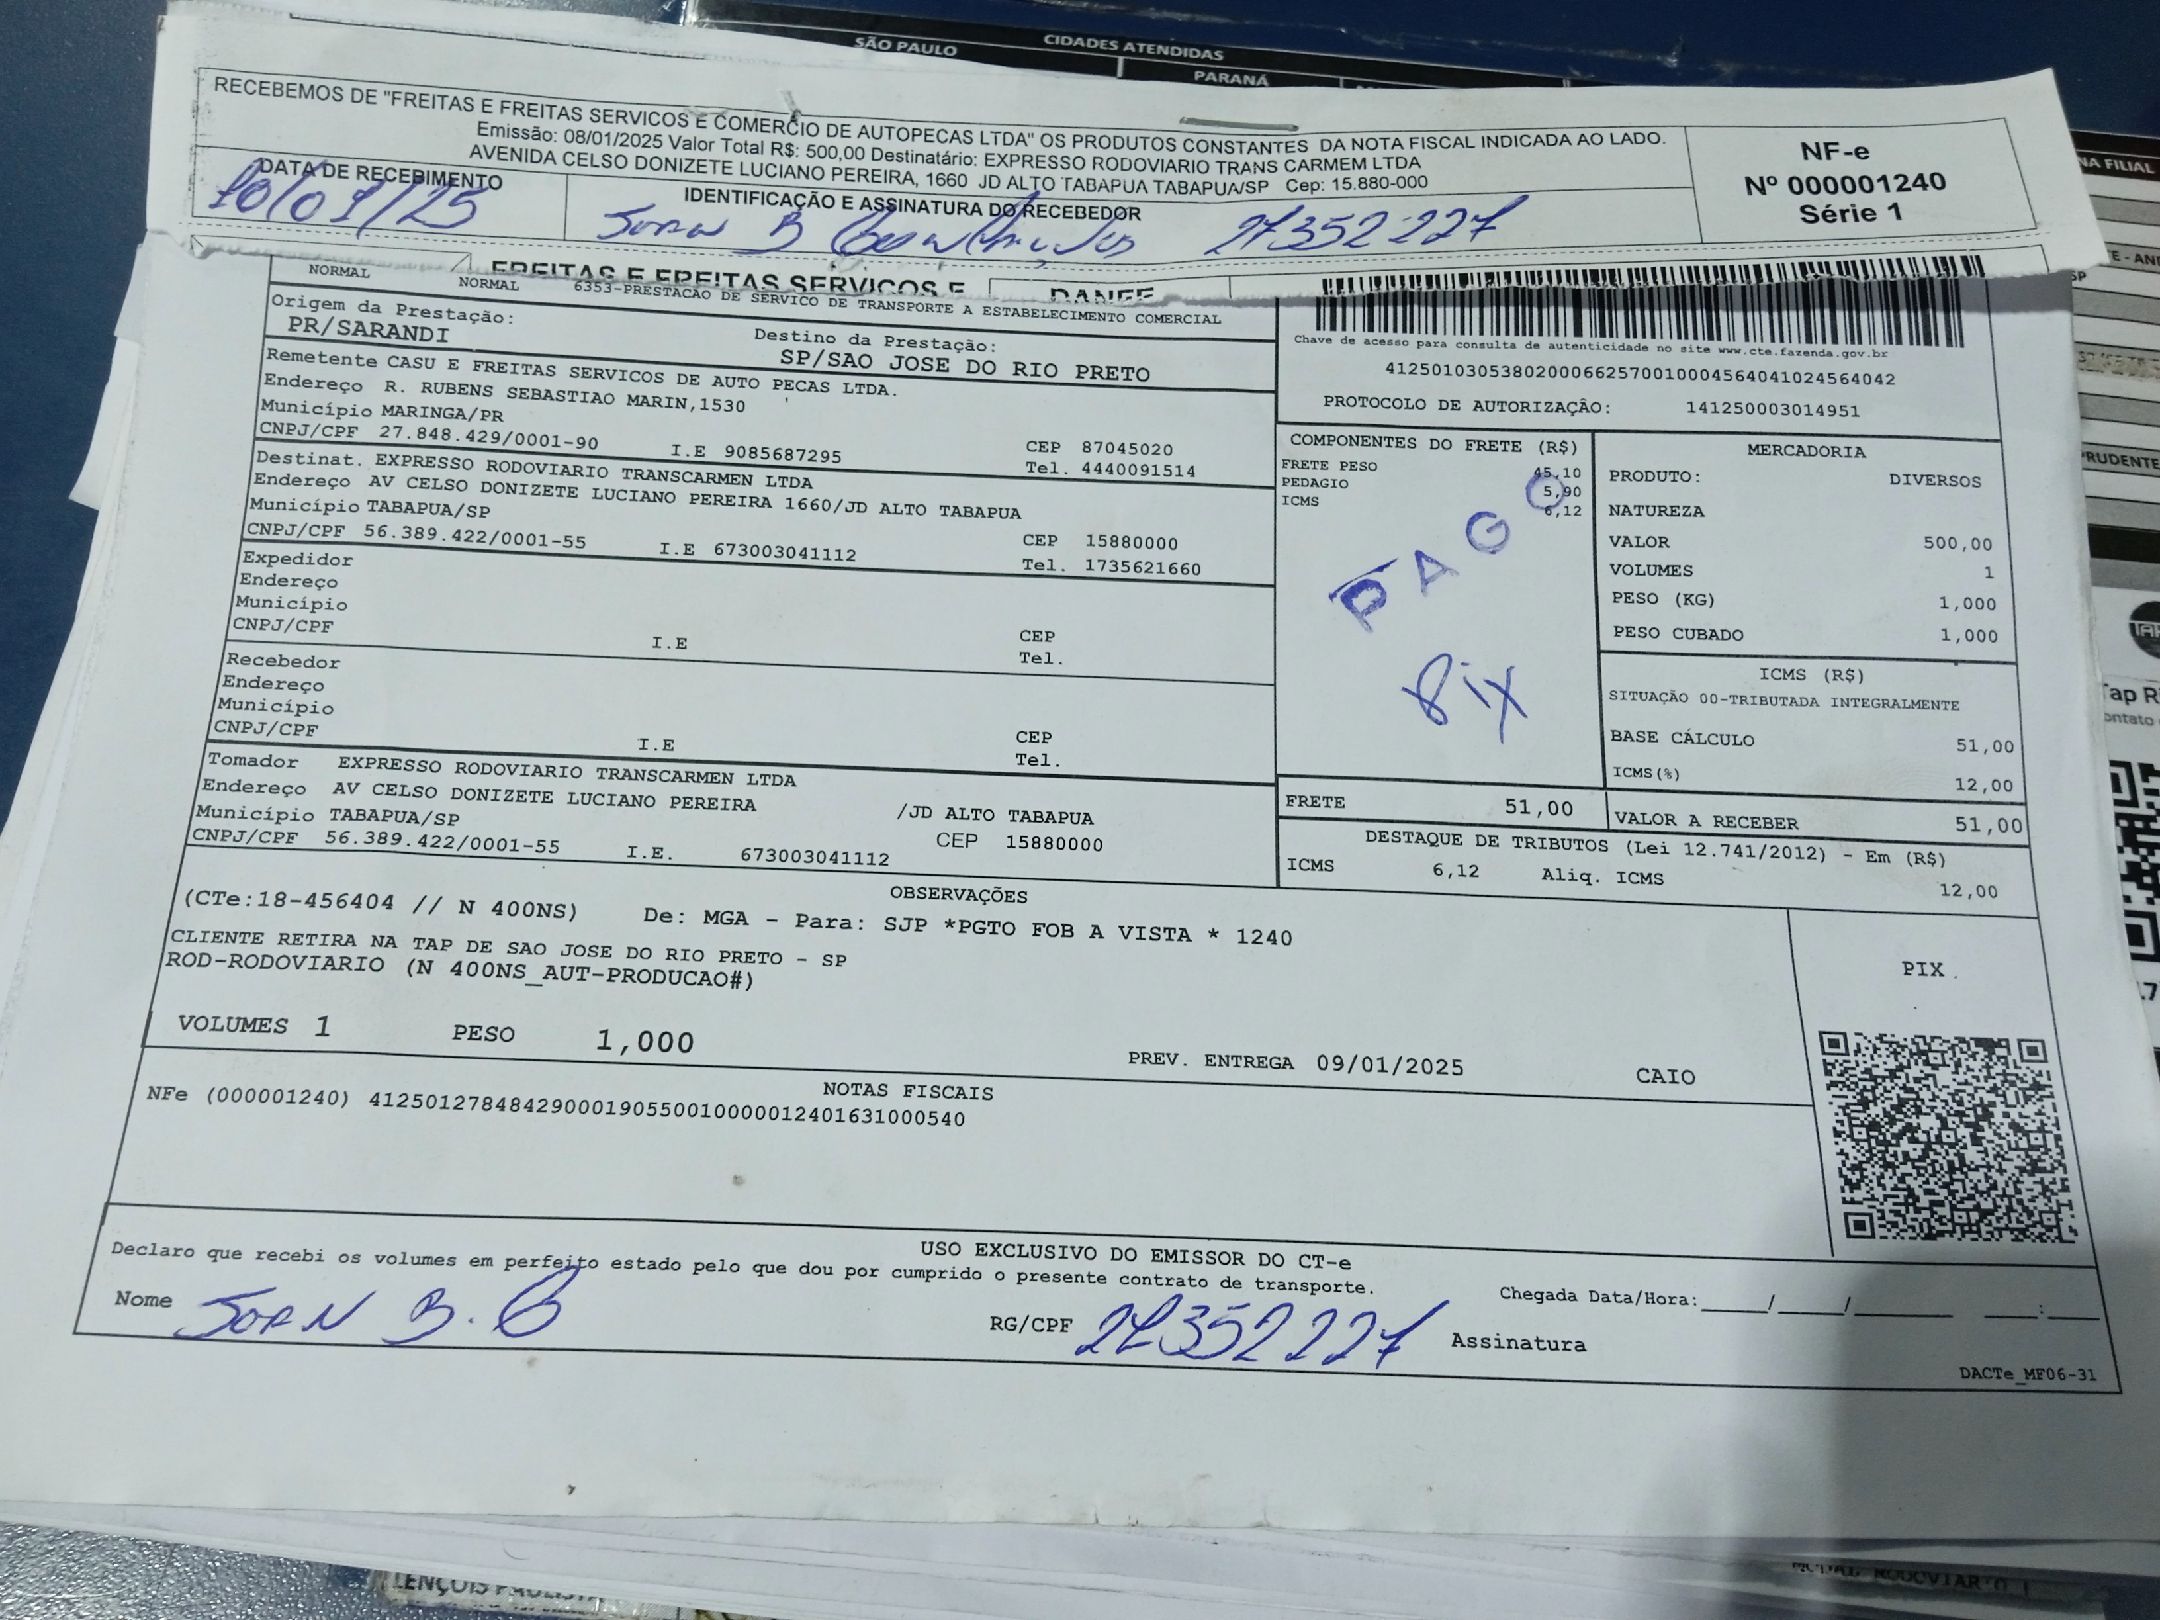 SÃO PAULO
CIDADES ATENDIDAS
PARANÁ
RECEBEMOS DE "FREITAS E FREITAS SERVICOS E COMERCIO DE AUTOPECAS LTDA" OS PRODUTOS CONSTANTES DA NOTA FISCAL INDICADA AO LADO.
Emissão: 08/01/2025 Valor Total R$: 500,00 Destinatário: EXPRESSO RODOVIARIO TRANS CARMEM LTDA
AVENIDA CELSO DONIZETE LUCIANO PEREIRA, 1660 JD ALTO TABAPUA TABAPUA/SP Cep: 15.880-000
NF-e
Nº 000001240
Série 1
DATA DE RECEBIMENTO
10/01/25
IDENTIFICAÇÃO E ASSINATURA DO RECEBEDOR
B 27352227
FREITAS E FREITAS SERVICOS E
DANFE
NORMAL
NORMAL
6353-PRESTACAO DE SERVICO DE TRANSPORTE A ESTABELECIMENTO COMERCIAL
Origem da Prestação:
PR/SARANDI
Destino da Prestação:
SP/SAO JOSE DO RIO PRETO
Remetente CASU E FREITAS SERVICOS DE AUTO PECAS LTDA.
Endereço R. RUBENS SEBASTIAO MARIN,1530
Município MARINGA/PR
CEP 87045020
CNPJ/CPF 27.848.429/0001-90 I.E 9085687295 Tel. 4440091514
Destinat. EXPRESSO RODOVIARIO TRANSCARMEN LTDA
Endereço AV CELSO DONIZETE LUCIANO PEREIRA 1660/JD ALTO TABAPUA
Município TABAPUA/SP CEP 15880000
CNPJ/CPF 56.389.422/0001-55 I.E 673003041112 Tel. 1735621660
Expedidor
Endereço
Município CEP
CNPJ/CPF I.E Tel.
Recebedor
Endereço
Município CEP
CNPJ/CPF I.E Tel.
Tomador EXPRESSO RODOVIARIO TRANSCARMEN LTDA
Endereço AV CELSO DONIZETE LUCIANO PEREIRA /JD ALTO TABAPUA
Município TABAPUA/SP CEP 15880000
CNPJ/CPF 56.389.422/0001-55 I.E. 673003041112
Chave de acesso para consulta de autenticidade no site www.cte.fazenda.gov.br
41250103053802000662570010004564041024564042
PROTOCOLO DE AUTORIZAÇÃO: 141250003014951
COMPONENTES DO FRETE (R$)
FRETE PESO 45,10
PEDAGIO 5,90
ICMS 6,12
PAGO
Pix
MERCADORIA
PRODUTO: DIVERSOS
NATUREZA
VALOR 500,00
VOLUMES 1
PESO (KG) 1,000
PESO CUBADO 1,000
ICMS (R$)
SITUAÇÃO 00-TRIBUTADA INTEGRALMENTE
BASE CÁLCULO 51,00
ICMS(%) 12,00
FRETE 51,00
VALOR A RECEBER 51,00
DESTAQUE DE TRIBUTOS (Lei 12.741/2012) - Em (R$)
ICMS 6,12 Aliq. ICMS 12,00
OBSERVAÇÕES
(CTe:18-456404 // N 400NS) De: MGA - Para: SJP *PGTO FOB A VISTA * 1240
CLIENTE RETIRA NA TAP DE SAO JOSE DO RIO PRETO - SP
ROD-RODOVIARIO (N 400NS_AUT-PRODUCAO#)
PIX
VOLUMES 1 PESO 1,000 PREV. ENTREGA 09/01/2025 CAIO
NOTAS FISCAIS
NFe (000001240) 41250127848429000190550010000012401631000540
USO EXCLUSIVO DO EMISSOR DO CT-e
Declaro que recebi os volumes em perfeito estado pelo que dou por cumprido o presente contrato de transporte.
Chegada Data/Hora:_____/_____/_________ ____:____
Nome B. RG/CPF 27352227 Assinatura
DACTe_MF06-31
NA FILIAL